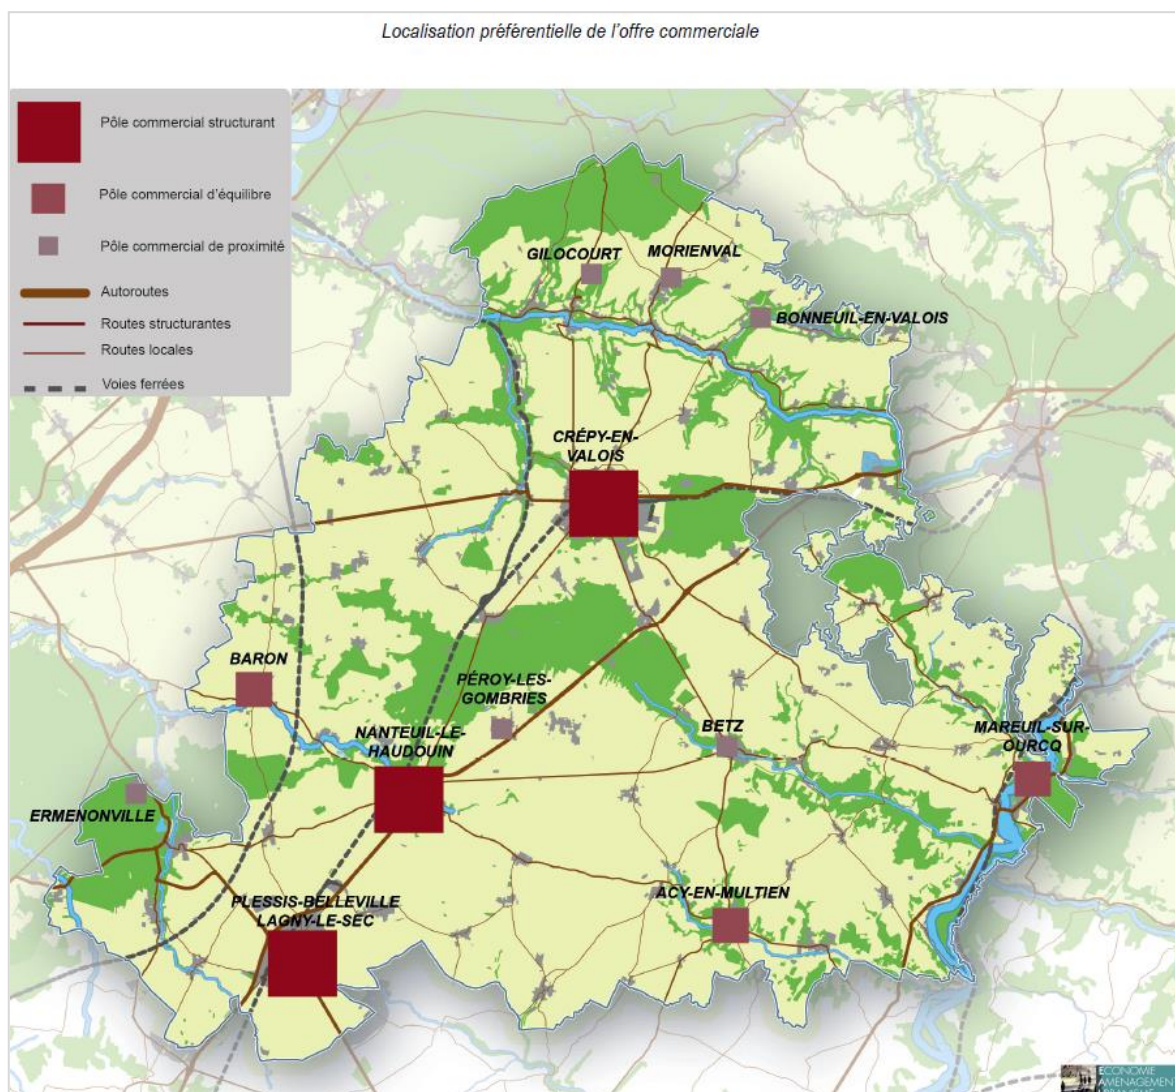 Localisation préférentielle de l'offre commerciale
Pôle commercial structurant
Pôle commercial d'équilibre
Pôle commercial de proximité
Autoroutes
Routes structurantes
Routes locales
Voies ferrées
GILOCOURT
MORIENVAL
BONNEUIL-EN-VALOIS
CRÉPY-EN-
VALOIS
BARON
PÉROY-LES-
GOMBRIES
NANTEUIL-LE-
HAUDOUIN
BETZ
MAREUIL-SUR-
OURCQ
ERMENONVILLE
PLESSIS-BELLEVILLE
LAGNY-LE-SEC
ACY-EN-MULTIEN
ECONOMIE
AMENAGEMENT